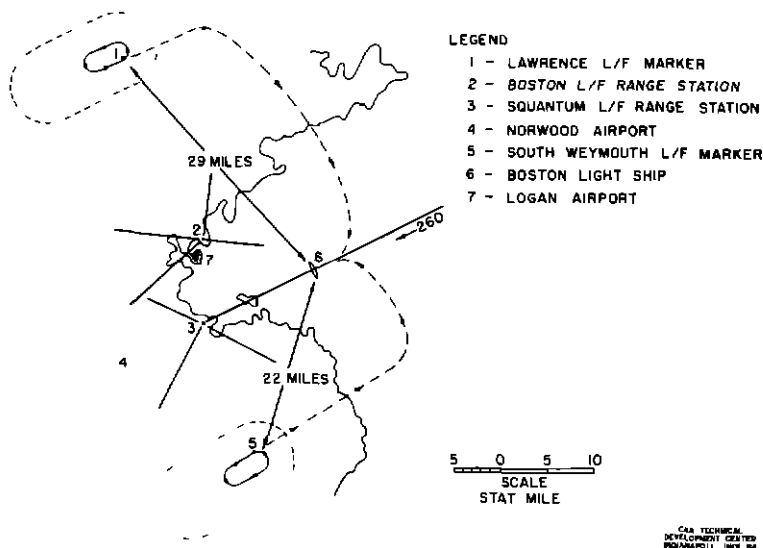 LEGEND
1 - LAWRENCE L/F MARKER
2 - BOSTON L/F RANGE STATION
3 - SQUANTUM L/F RANGE STATION
4 - NORWOOD AIRPORT
5 - SOUTH WEYMOUTH L/F MARKER
6 - BOSTON LIGHT SHIP
7 - LOGAN AIRPORT
1
29 MILES
2
7
6
260
3
4
22 MILES
5
5 0 5 10
SCALE
STAT MILE
CAA TECHNICAL
DEVELOPMENT CENTER